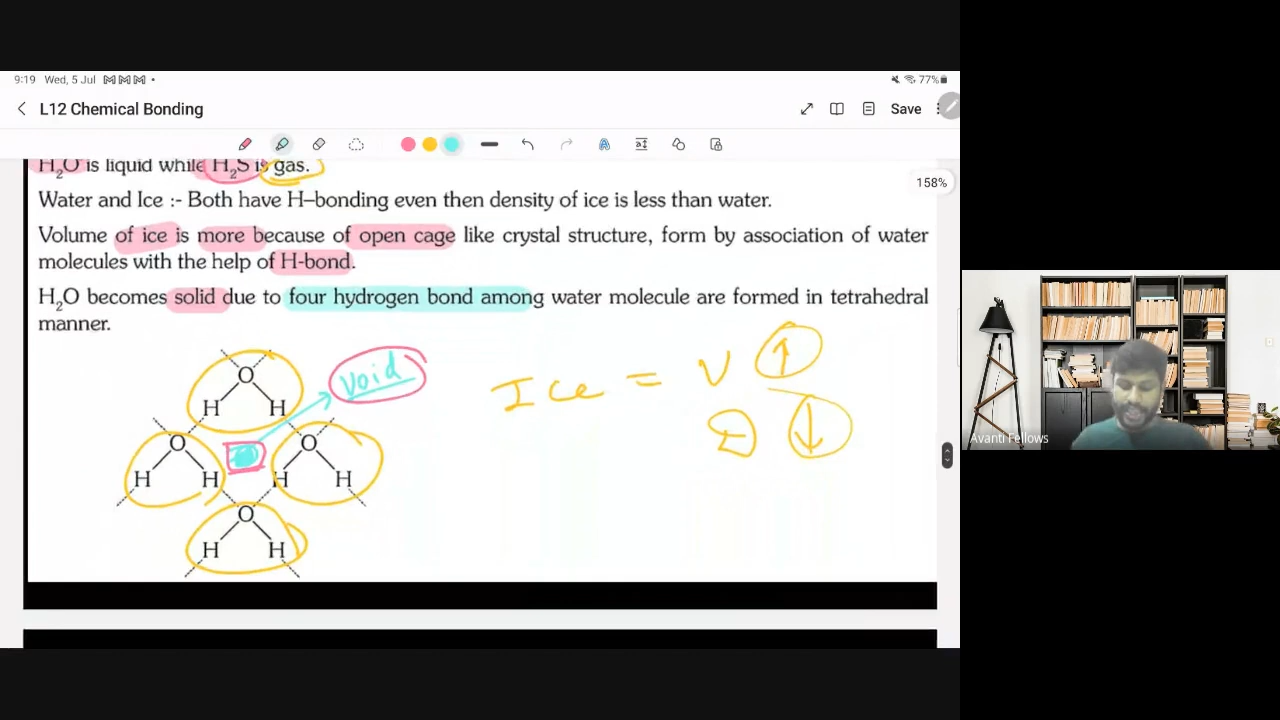 9:19 Wed, 5 Jul
77%
L12 Chemical Bonding
Save
H₂O is liquid while H₂S is gas.
158%
Water and Ice :- Both have H–bonding even then density of ice is less than water.
Volume of ice is more because of open cage like crystal structure, form by association of water
molecules with the help of H-bond.
H₂O becomes solid due to four hydrogen bond among water molecule are formed in tetrahedral
manner.
void
Ice = V ↑
D ↓
O
H H
O O
H H H H
O
H H
Avanti Fellows